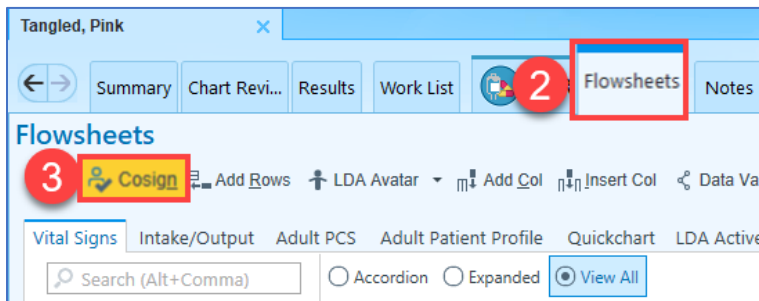 Tangled, Pink
Summary Chart Revi... Results Work List 2 Flowsheets Notes
Flowsheets
3 Cosign Add Rows LDA Avatar Add Col Insert Col Data Va
Vital Signs Intake/Output Adult PCS Adult Patient Profile Quickchart LDA Active
Search (Alt+Comma) Accordion Expanded View All